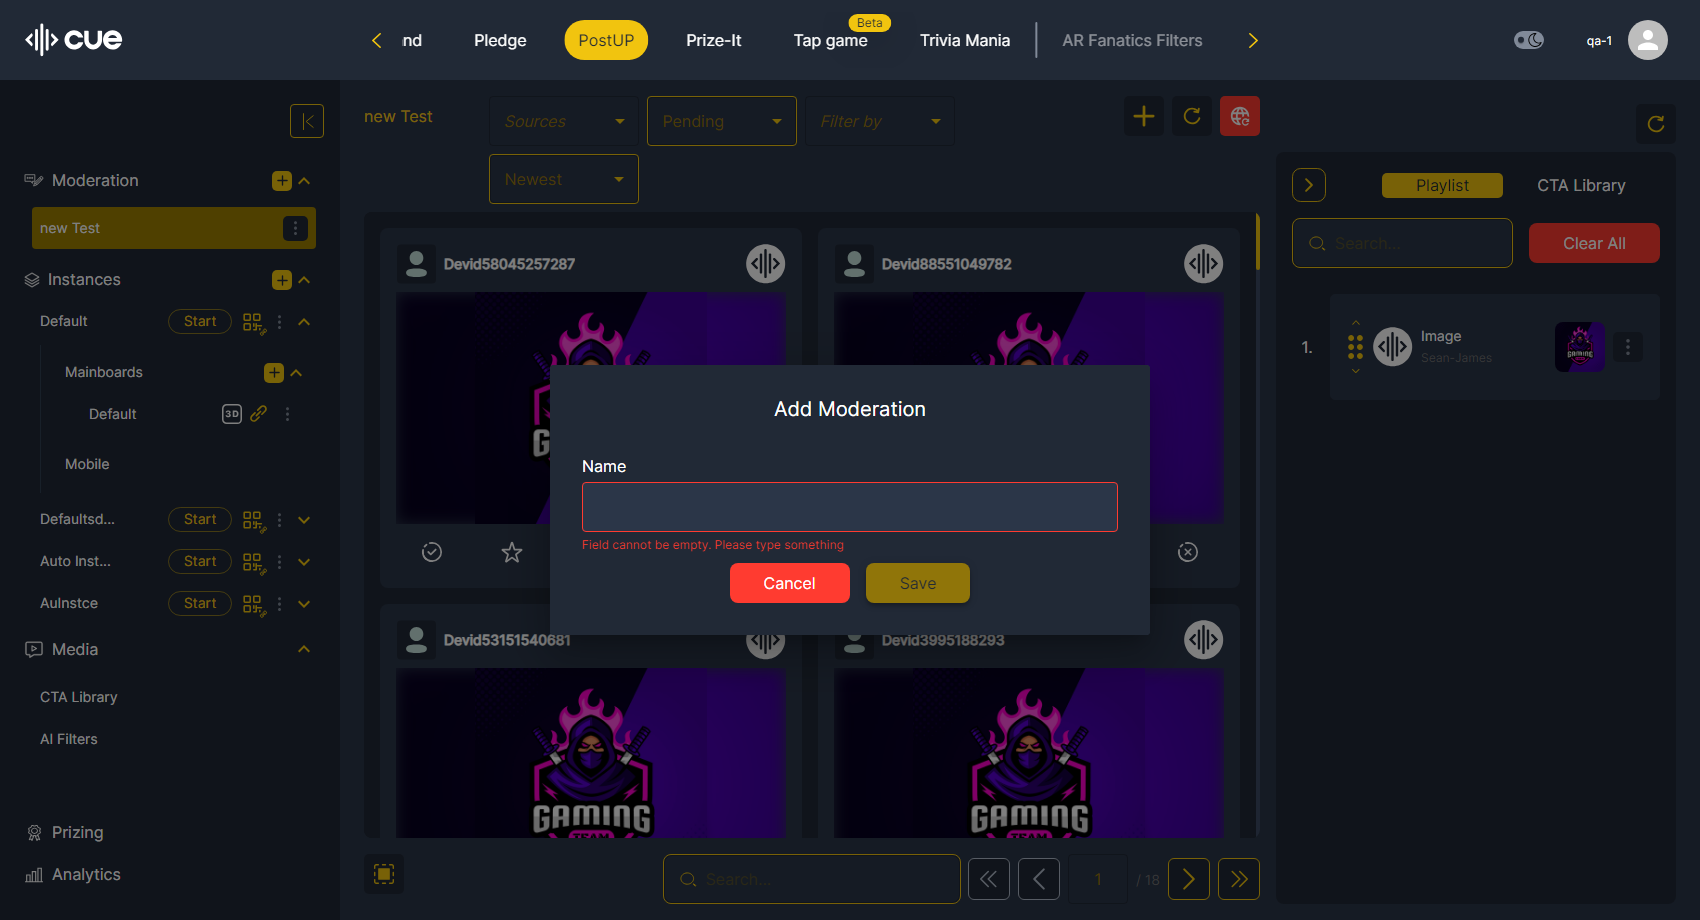 cue
nd
Pledge
PostUP
Prize-It
Beta
Tap game
Trivia Mania
AR Fanatics Filters
qa-1
Moderation
new Test
Instances
Default
Start
Mainboards
Default
3D
Mobile
Defaultsd...
Start
Auto Inst...
Start
AuInstce
Start
Media
CTA Library
AI Filters
Prizing
Analytics
new Test
Sources
Pending
Filter by
Newest
Devid58045257287
Devid88551049782
Add Moderation
Name
Field cannot be empty. Please type something
Cancel
Save
Devid53151540681
Devid3995188293
GAMING
TEAM
GAMING
TEAM
Search...
1
/ 18
Playlist
CTA Library
Search...
Clear All
1.
Image
Sean-James
GAMING